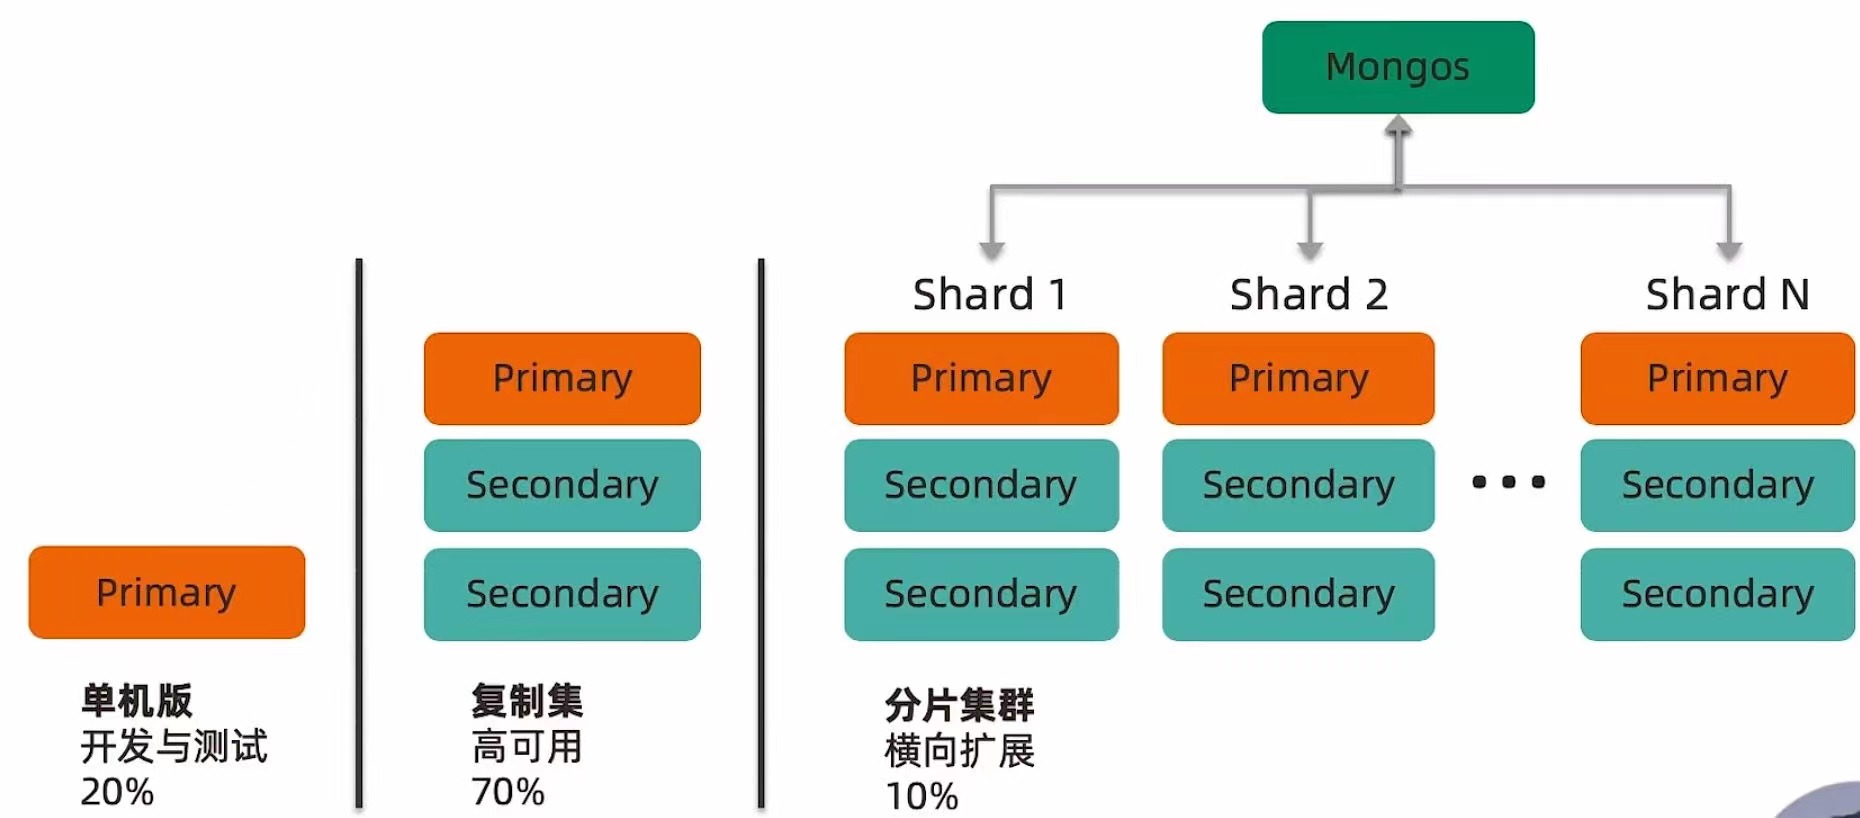 Mongos
Shard 1
Shard 2
Shard N
Primary
Primary
Primary
Primary
Secondary
Secondary
Secondary
...
Secondary
Primary
Secondary
Secondary
Secondary
Secondary
单机版
开发与测试
20%
复制集
高可用
70%
分片集群
横向扩展
10%